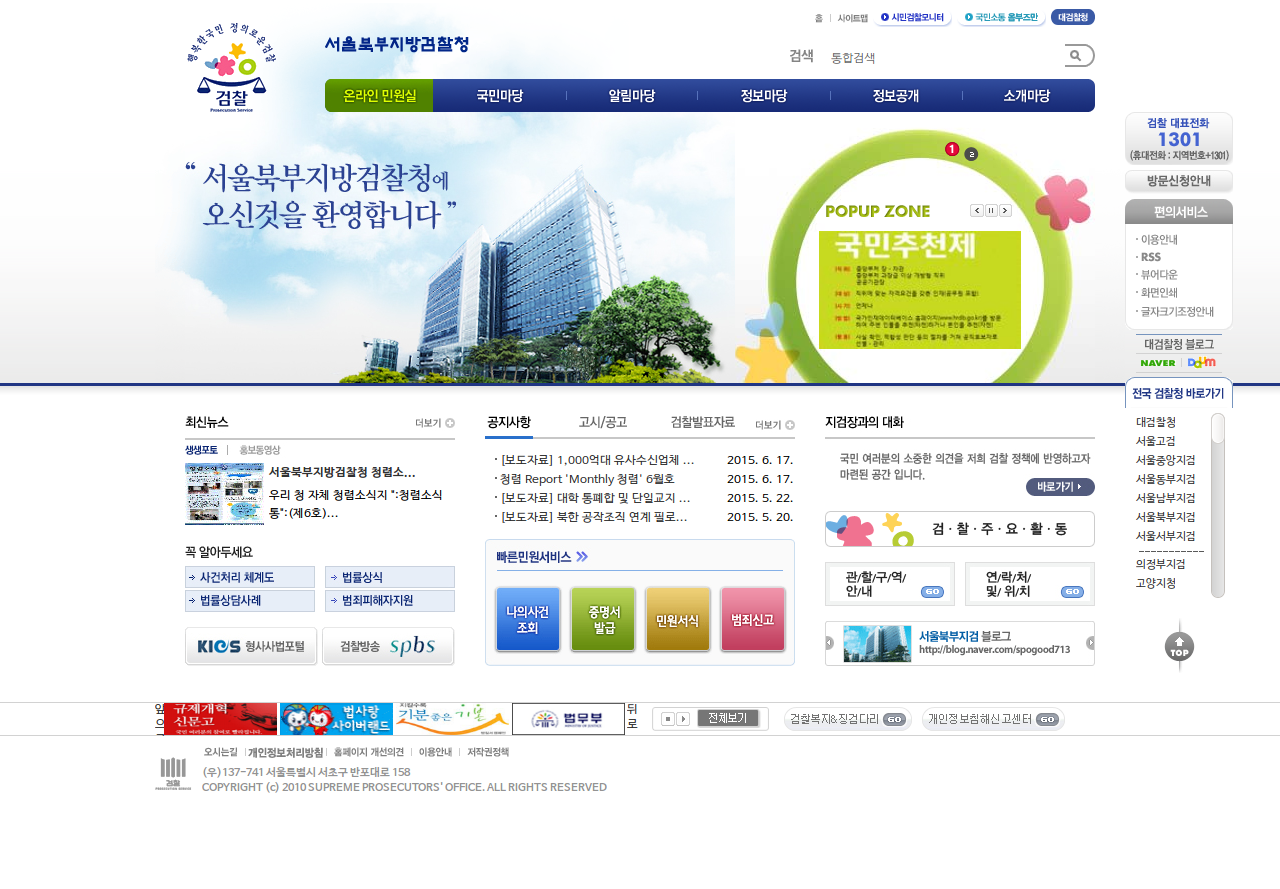 행복한국민 정의로운검찰
검찰
Prosecution Service
서울북부지방검찰청
홈
사이트맵
시민검찰모니터
국민소통 옴부즈만
대검찰청
검색
통합검색
온라인 민원실
국민마당
알림마당
정보마당
정보공개
소개마당
“ 서울북부지방검찰청에
오신것을 환영합니다 ”
1 2
POPUP ZONE
국민추천제
검찰 대표전화
1301
(휴대전화 : 지역번호+1301)
방문신청안내
편의서비스
· 이용안내
· RSS
· 뷰어다운
· 화면인쇄
· 글자크기조정안내
대검찰청 블로그
NAVER
Daum
전국 검찰청 바로가기
대검찰청
서울고검
서울중앙지검
서울동부지검
서울남부지검
서울북부지검
서울서부지검
------------
의정부지검
고양지청
TOP
최신뉴스
더보기
생생포토
홍보동영상
서울북부지방검찰청 청렴소...
우리 청 자체 청렴소식지 ":청렴소식
통":(제6호)...
꼭 알아두세요
사건처리 체계도
법률상식
법률상담사례
범죄피해자지원
KICS 형사사법포털
검찰방송 spbs
공지사항
고시/공고
검찰발표자료
더보기
· [보도자료] 1,000억대 유사수신업체 ... 2015. 6. 17.
· 청렴 Report 'Monthly 청렴' 6월호 2015. 6. 17.
· [보도자료] 대학 통폐합 및 단일교지 ... 2015. 5. 22.
· [보도자료] 북한 공작조직 연계 필로... 2015. 5. 20.
빠른민원서비스
나의사건
조회
증명서
발급
민원서식
범죄신고
지검장과의 대화
국민 여러분의 소중한 의견을 저희 검찰 정책에 반영하고자
마련된 공간 입니다.
바로가기
검·찰·주·요·활·동
관/할/구/역/
안/내
GO
연/락/처/
및/ 위/치
GO
서울북부지검 블로그
http://blog.naver.com/spogood713
앞
으
규제개혁
신문고
법사랑
사이버랜드
기분좋은
법무부
MINISTRY OF JUSTICE
뒤
로
전체보기
검찰복지&징검다리 GO
개인정보침해신고센터 GO
오시는길
개인정보처리방침
홈페이지 개선의견
이용안내
저작권정책
검찰
PROSECUTION SERVICE
(우)137-741 서울특별시 서초구 반포대로 158
COPYRIGHT (c) 2010 SUPREME PROSECUTORS' OFFICE. ALL RIGHTS RESERVED